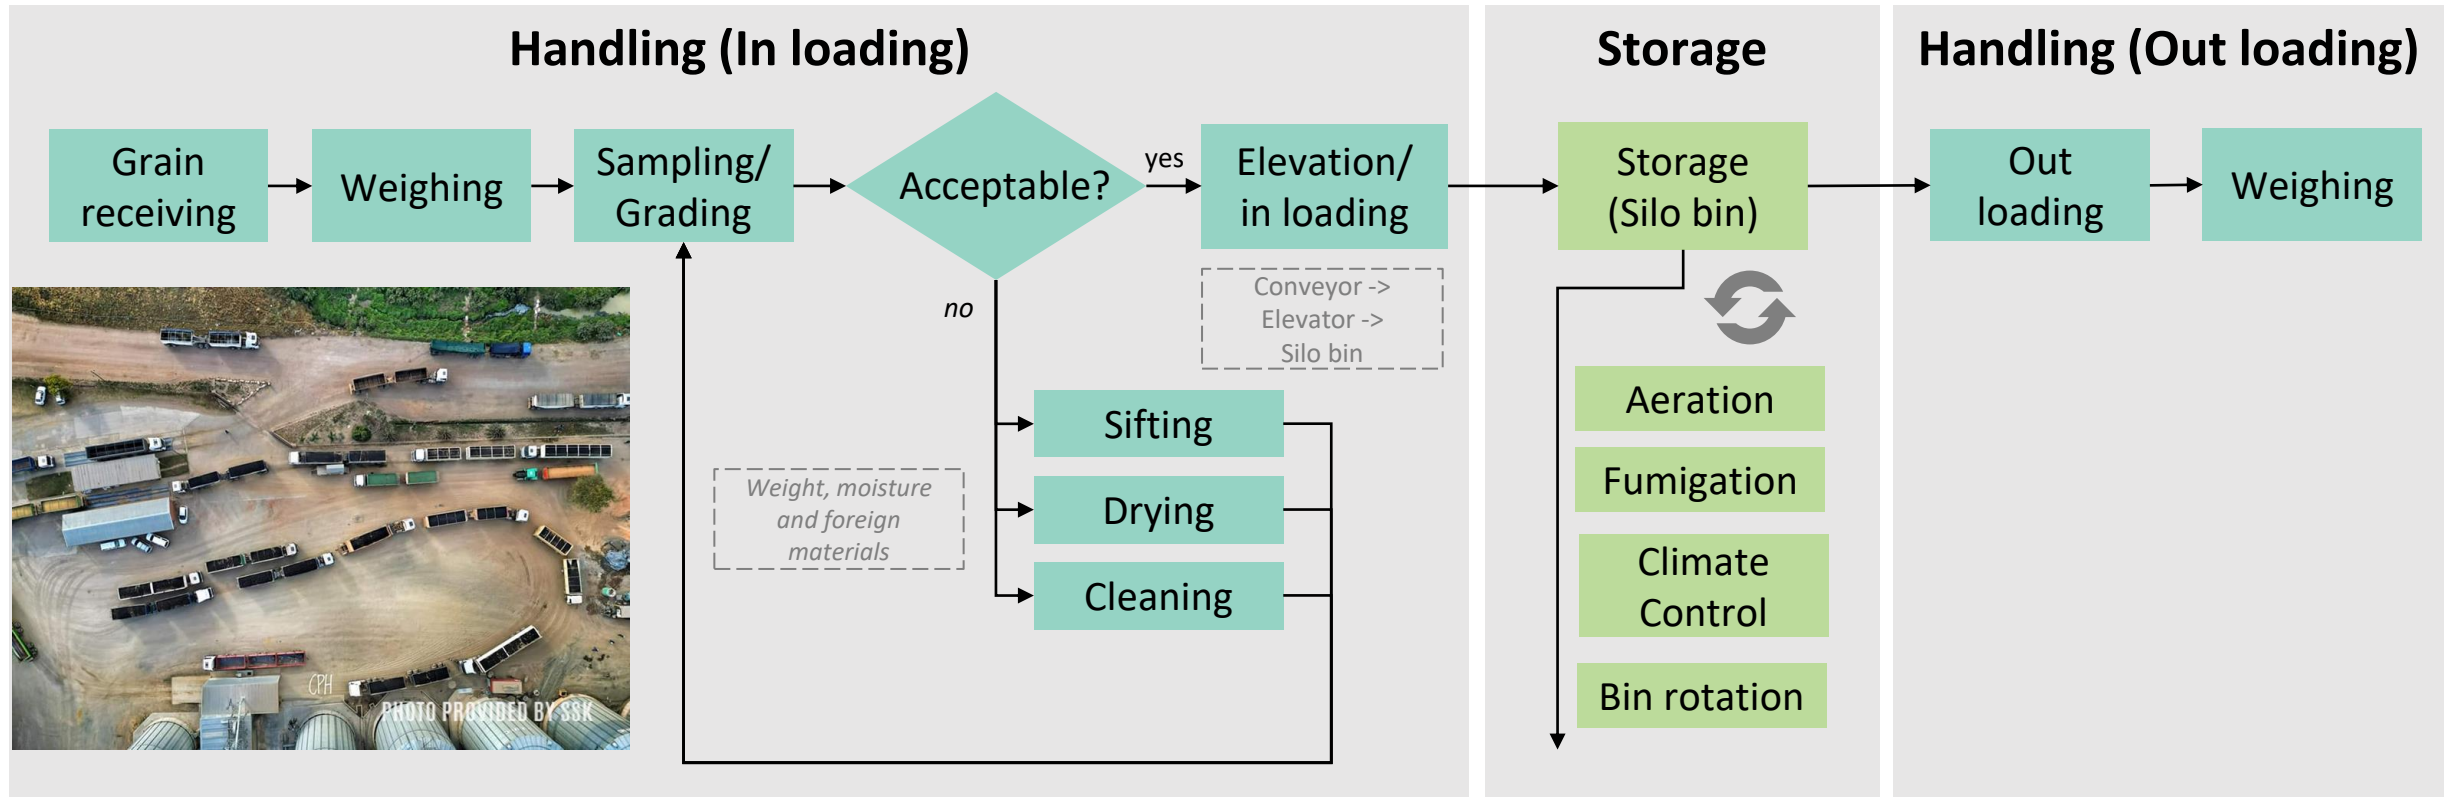 Handling (In loading)
Storage
Handling (Out loading)
Grain
receiving
Weighing
Sampling/
Grading
Acceptable?
yes
no
Elevation/
in loading
Conveyor ->
Elevator ->
Silo bin
Weight, moisture
and foreign
materials
Sifting
Drying
Cleaning
Storage
(Silo bin)
Aeration
Fumigation
Climate
Control
Bin rotation
Out
loading
Weighing
CPH
PHOTO PROVIDED BY SSK